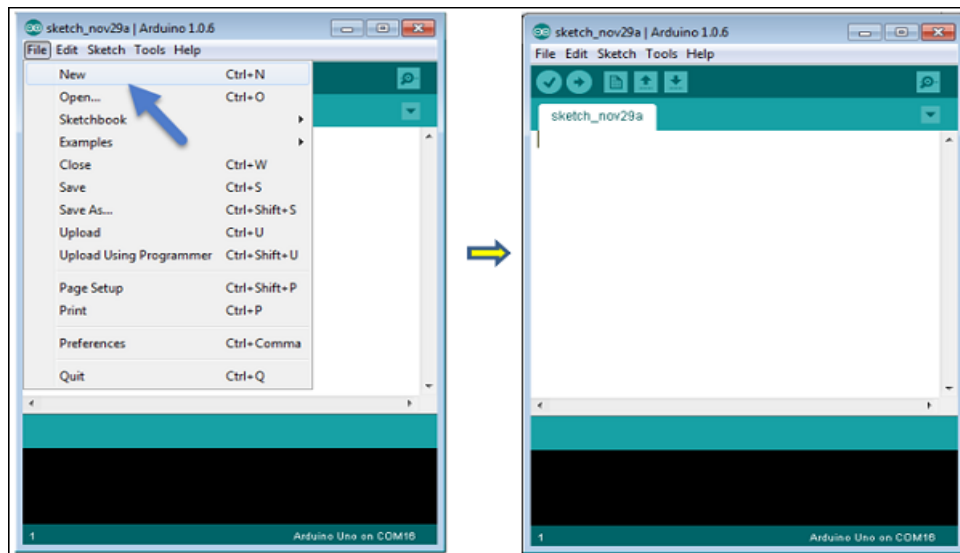 sketch_nov29a | Arduino 1.0.6
File Edit Sketch Tools Help
New Ctrl+N
Open... Ctrl+O
Sketchbook
Examples
Close Ctrl+W
Save Ctrl+S
Save As... Ctrl+Shift+S
Upload Ctrl+U
Upload Using Programmer Ctrl+Shift+U
Page Setup Ctrl+Shift+P
Print Ctrl+P
Preferences Ctrl+Comma
Quit Ctrl+Q
1 Arduino Uno on COM16
sketch_nov29a | Arduino 1.0.6
File Edit Sketch Tools Help
sketch_nov29a
1 Arduino Uno on COM16